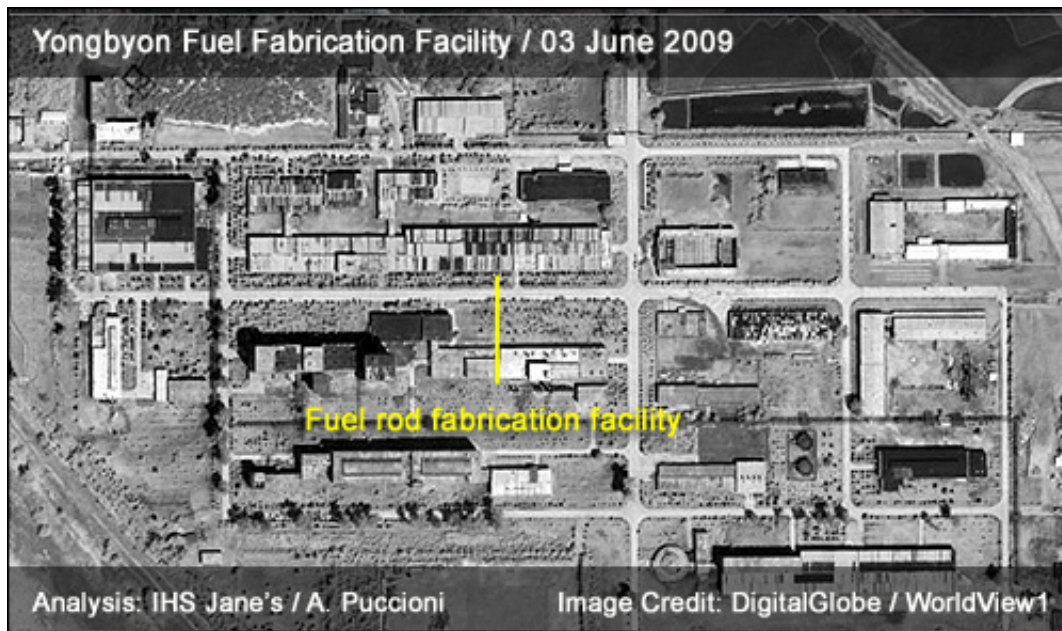 Yongbyon Fuel Fabrication Facility / 03 June 2009
Fuel rod fabrication facility
Analysis: IHS Jane's / A. Puccioni
Image Credit: DigitalGlobe / WorldView1